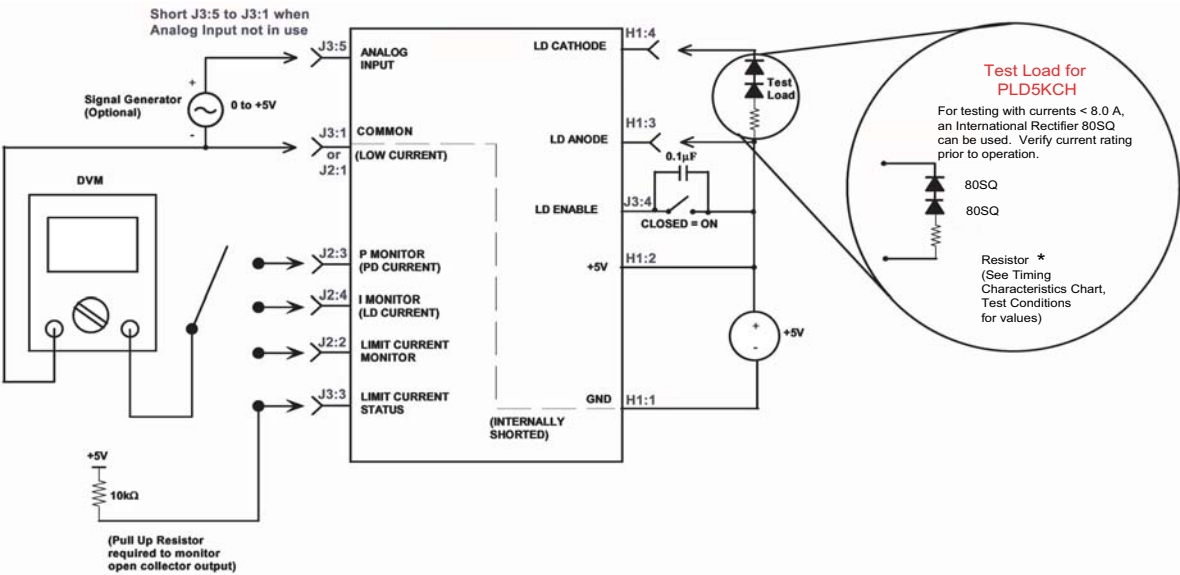 Short J3:5 to J3:1 when
Analog Input not in use
J3:5
ANALOG
INPUT
+
Signal Generator
(Optional)
0 to +5V
-
J3:1
or
J2:1
COMMON
(LOW CURRENT)
DVM
J2:3
P MONITOR
(PD CURRENT)
J2:4
I MONITOR
(LD CURRENT)
J2:2
LIMIT CURRENT
MONITOR
J3:3
LIMIT CURRENT
STATUS
+5V
10kΩ
(Pull Up Resistor
required to monitor
open collector output)
(INTERNALLY
SHORTED)
LD CATHODE
H1:4
Test
Load
LD ANODE
H1:3
0.1µF
LD ENABLE
J3:4
CLOSED = ON
+5V
H1:2
+
-
+5V
GND
H1:1
Test Load for
PLD5KCH
For testing with currents < 8.0 A,
an International Rectifier 80SQ
can be used. Verify current rating
prior to operation.
80SQ
80SQ
Resistor *
(See Timing
Characteristics Chart,
Test Conditions
for values)